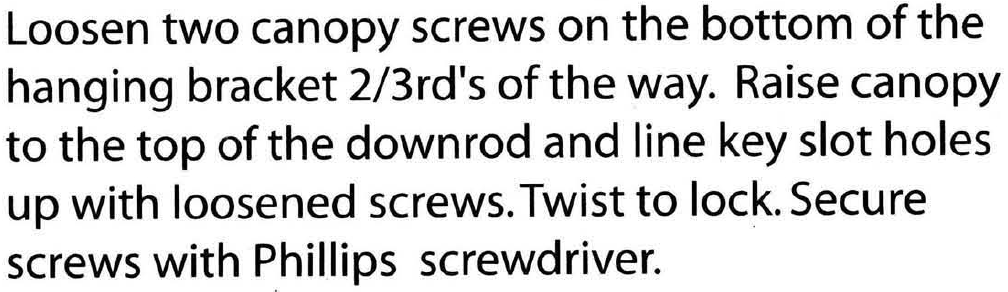 Loosen two canopy screws on the bottom of the
hanging bracket 2/3rd's of the way. Raise canopy
to the top of the downrod and line key slot holes
up with loosened screws. Twist to lock. Secure
screws with Phillips screwdriver.